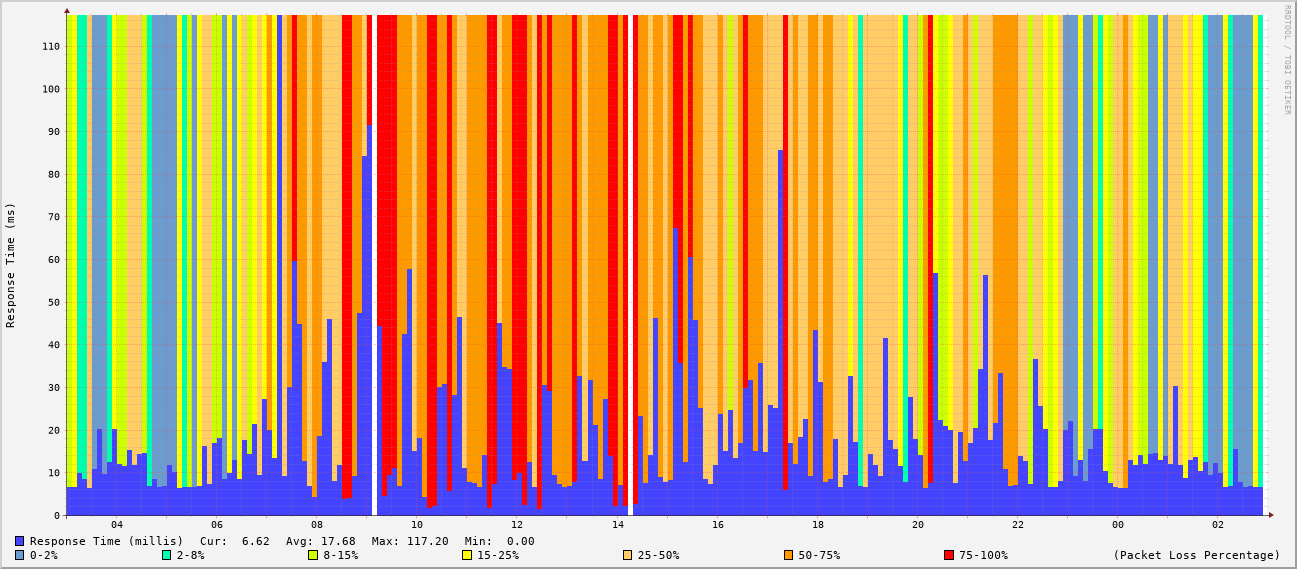 RRDTOOL / TOBI OETIKER
Response Time (ms)
110
100
90
80
70
60
50
40
30
20
10
0
04 06 08 10 12 14 16 18 20 22 00 02
Response Time (millis) Cur: 6.62 Avg: 17.68 Max: 117.20 Min: 0.00
0-2% 2-8% 8-15% 15-25% 25-50% 50-75% 75-100% (Packet Loss Percentage)